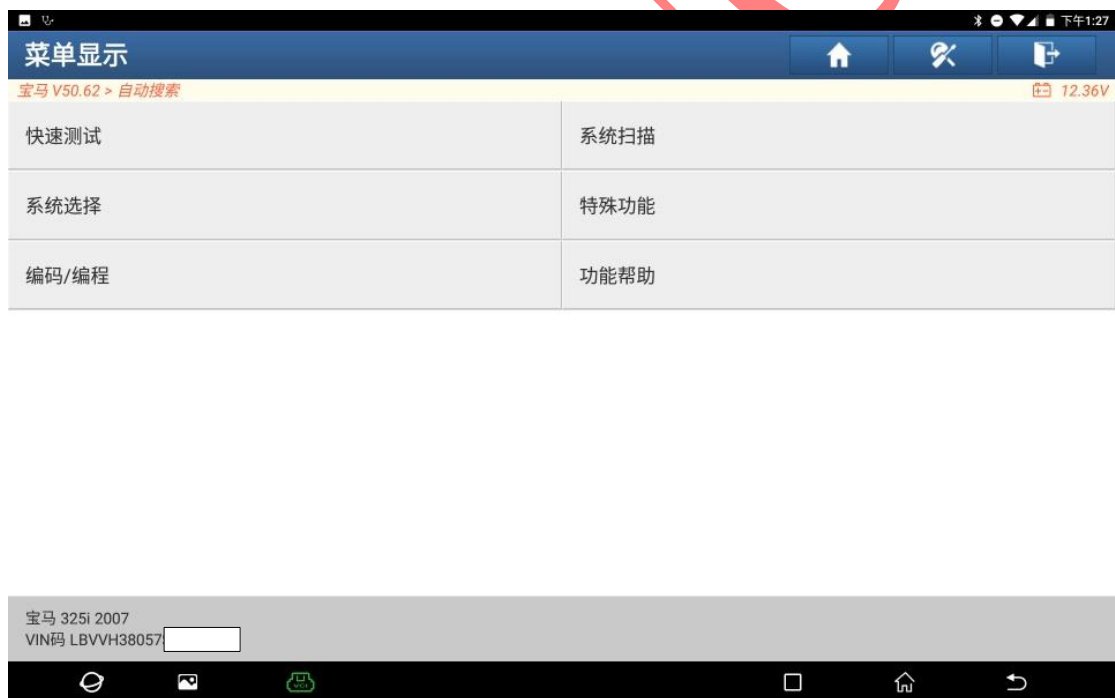 下午1:27
菜单显示
宝马 V50.62 > 自动搜索
12.36V
快速测试
系统扫描
系统选择
特殊功能
编码/编程
功能帮助
宝马 325i 2007
VIN码 LBVVH38057
VCI